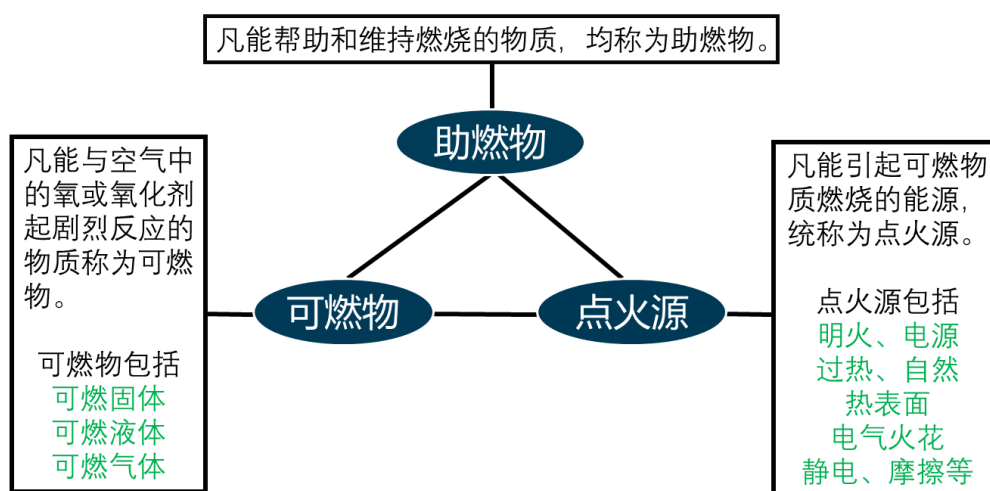 凡能帮助和维持燃烧的物质，均称为助燃物。
助燃物
凡能与空气中
的氧或氧化剂
起剧烈反应的
物质称为可燃
物。
可燃物包括
可燃固体
可燃液体
可燃气体
可燃物
点火源
凡能引起可燃物
质燃烧的能源，
统称为点火源。
点火源包括
明火、电源
过热、自然
热表面
电气火花
静电、摩擦等